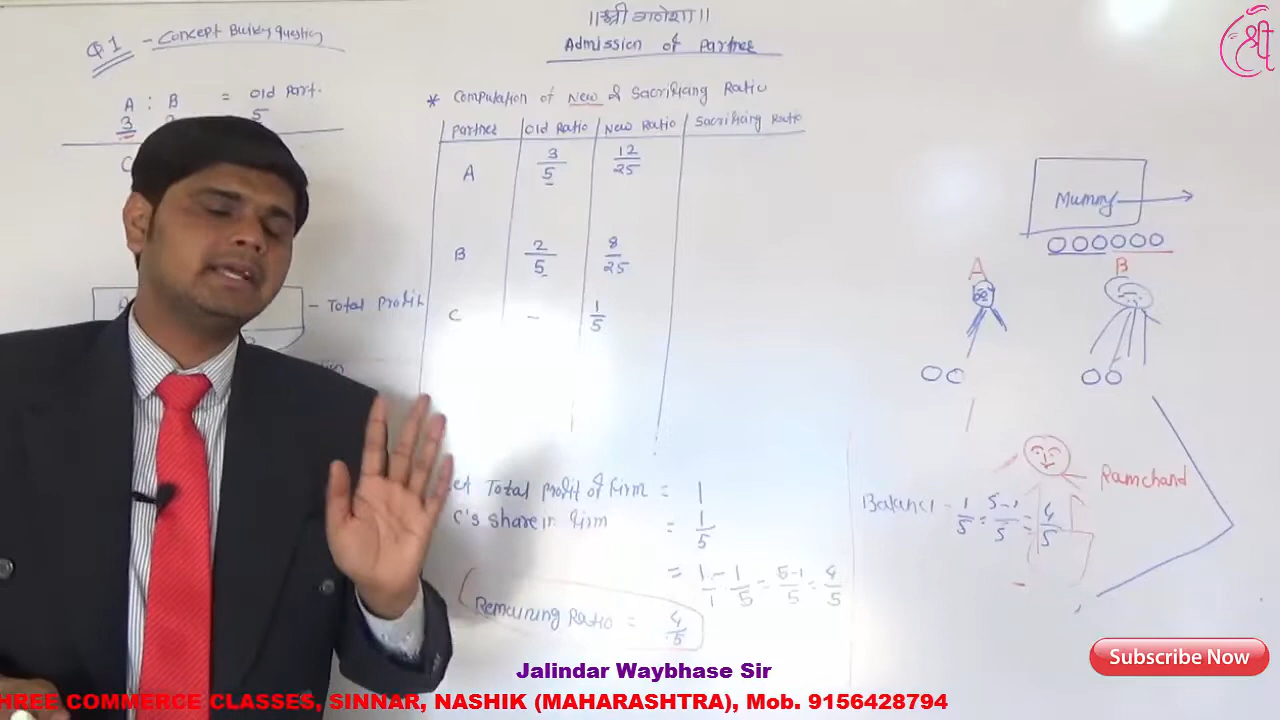 ॥श्री गणेशा॥
Admission of Partner
श्री
Q.1 - Concept Building Question
A : B = Old Part.
3 5
C
- Total Profit
* Computation of New & Sacrificing Ratio
Partner Old Ratio New Ratio Sacrificing Ratio
A 3/5 12/25
B 2/5 8/25
C - 1/5
Let Total Profit of firm = 1
C's share in firm = 1/5
= 1/1 - 1/5 = 5-1/5 = 4/5
Remaining Ratio = 4/5
Mummy
A B
Ramchand
Balance - 1/5 = 5-1/5 = 4/5
Subscribe Now
Jalindar Waybhase Sir
HREE COMMERCE CLASSES, SINNAR, NASHIK (MAHARASHTRA), Mob. 9156428794